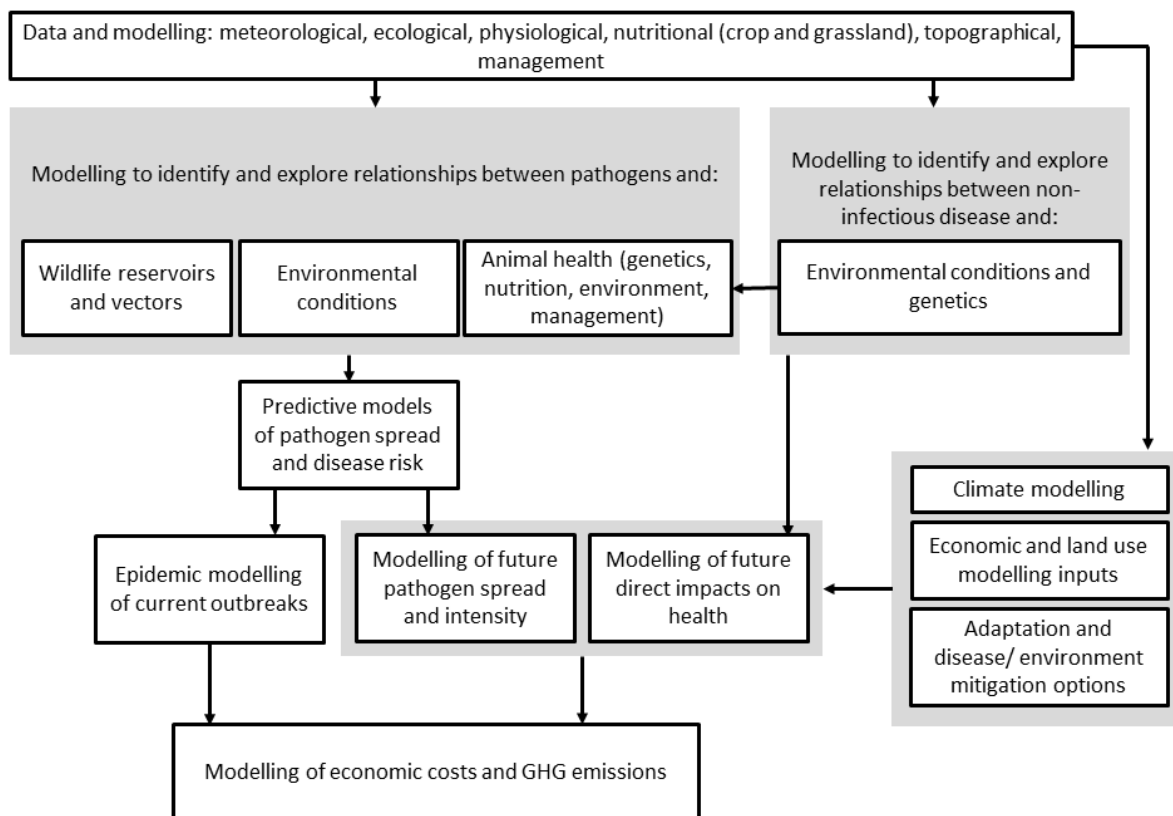 Data and modelling: meteorological, ecological, physiological, nutritional (crop and grassland), topographical,
management
Modelling to identify and explore relationships between pathogens and:
Modelling to identify and explore
relationships between non-
infectious disease and:
Wildlife reservoirs
and vectors
Environmental
conditions
Animal health (genetics,
nutrition, environment,
management)
Environmental conditions and
genetics
Predictive models
of pathogen spread
and disease risk
Climate modelling
Economic and land use
modelling inputs
Adaptation and
disease/ environment
mitigation options
Epidemic modelling
of current outbreaks
Modelling of future
pathogen spread
and intensity
Modelling of future
direct impacts on
health
Modelling of economic costs and GHG emissions